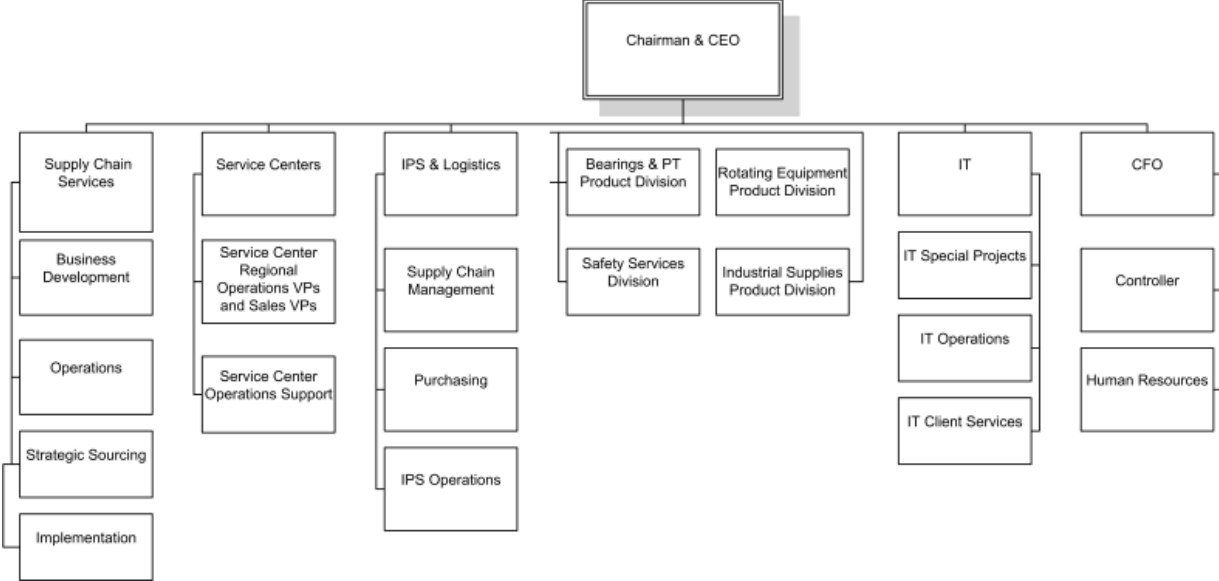 Chairman & CEO
Supply Chain
Services
Business
Development
Operations
Strategic Sourcing
Implementation
Service Centers
Service Center
Regional
Operations VPs
and Sales VPs
Service Center
Operations Support
IPS & Logistics
Supply Chain
Management
Purchasing
IPS Operations
Bearings & PT
Product Division
Safety Services
Division
Rotating Equipment
Product Division
Industrial Supplies
Product Division
IT
IT Special Projects
IT Operations
IT Client Services
CFO
Controller
Human Resources